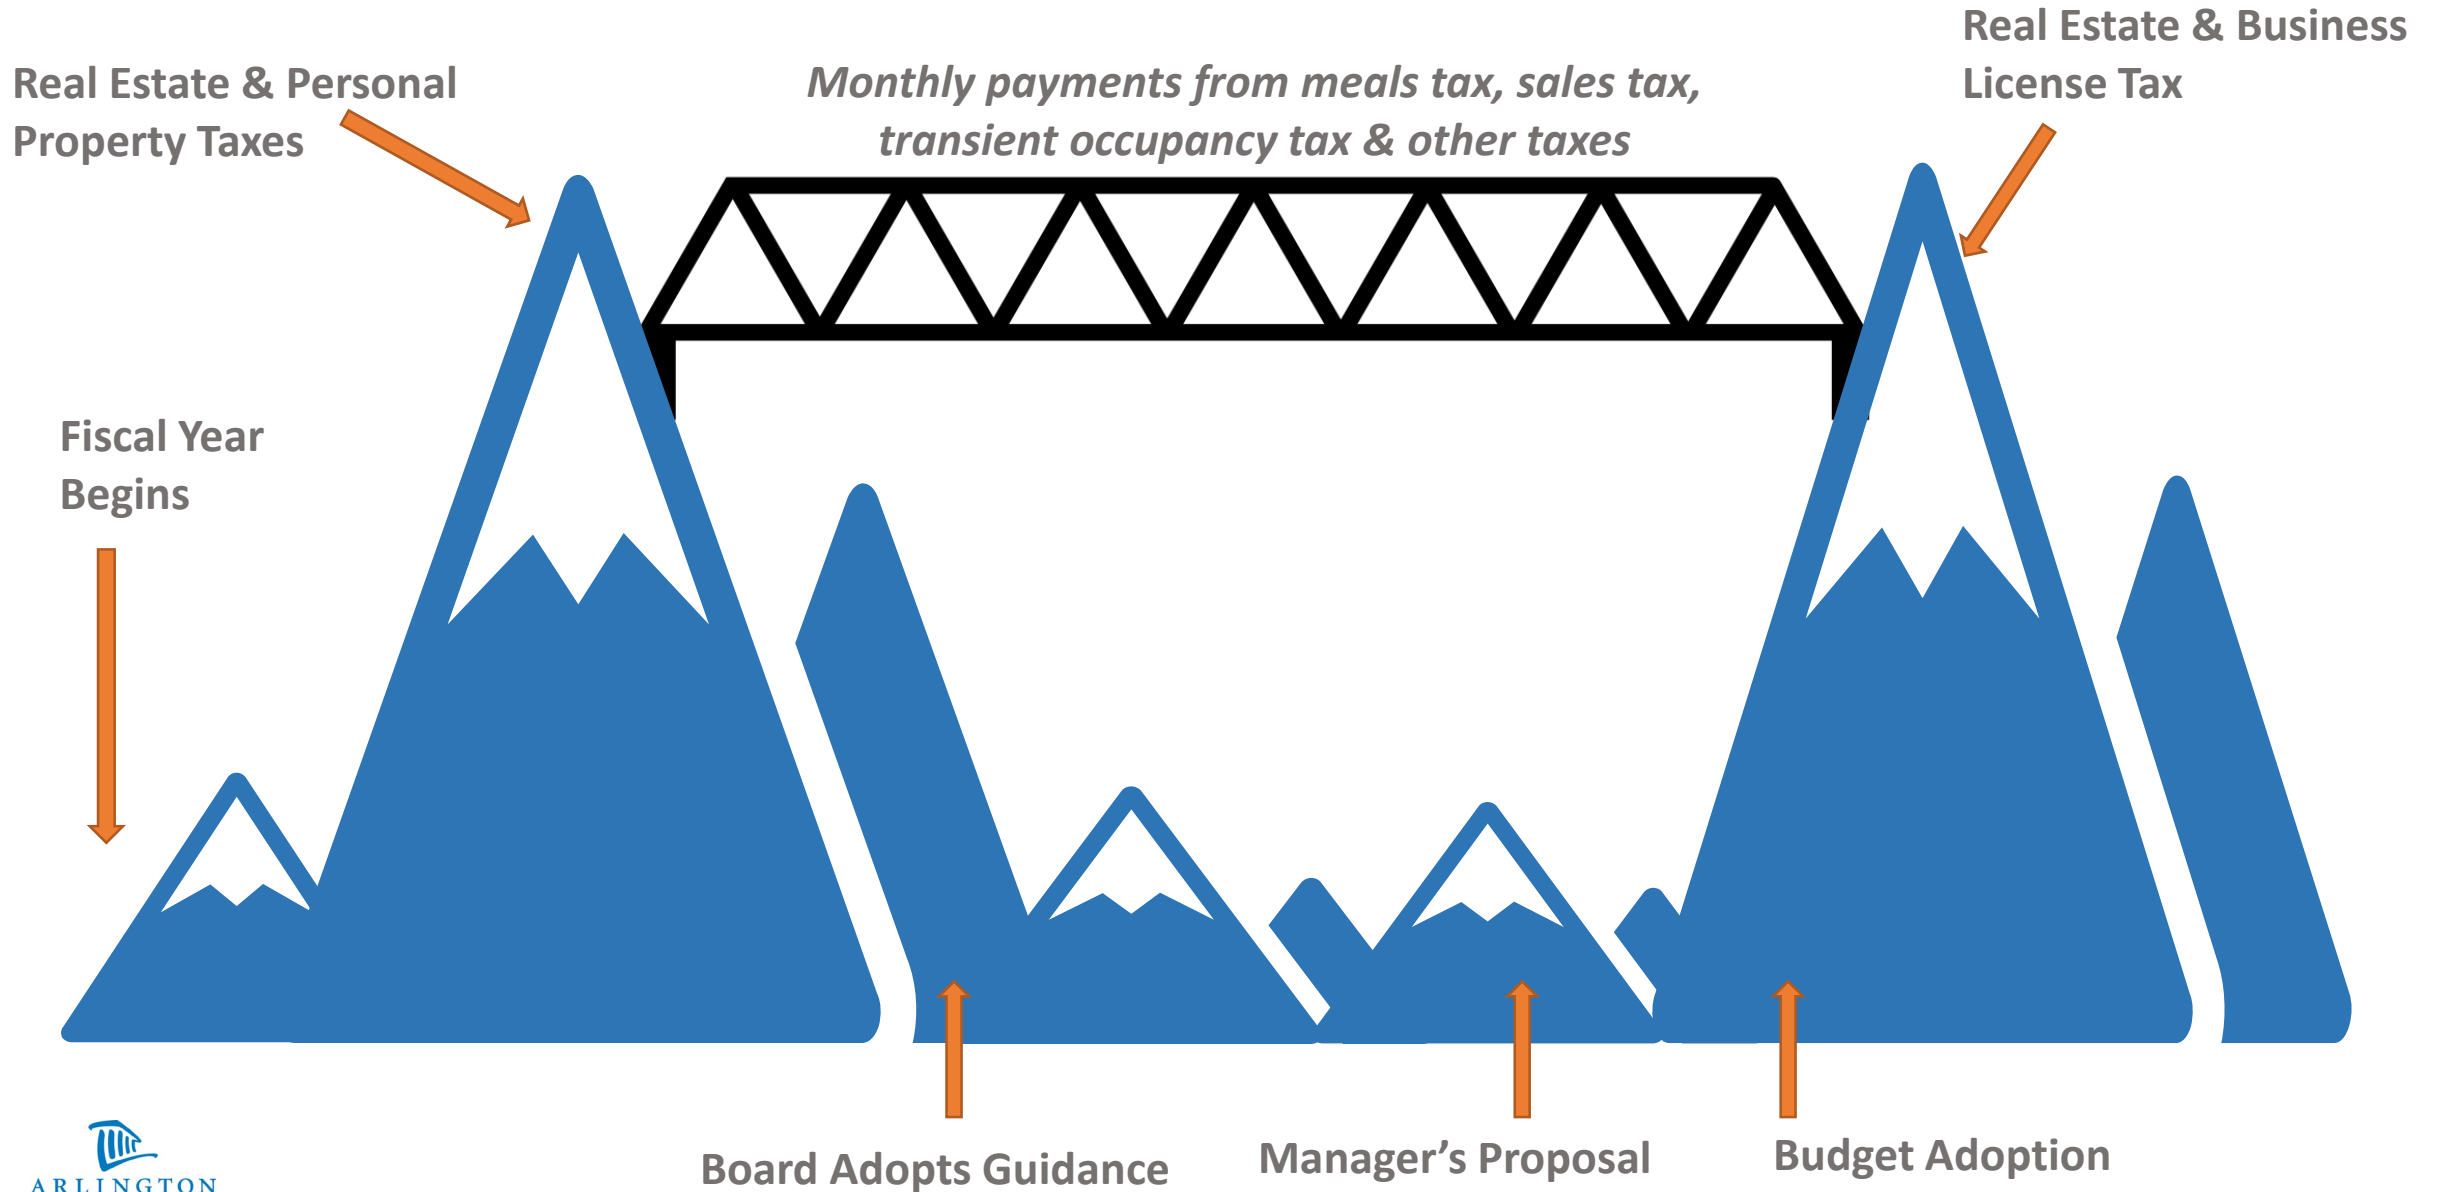 Real Estate & Business
License Tax
Real Estate & Personal
Property Taxes
Monthly payments from meals tax, sales tax,
transient occupancy tax & other taxes
Fiscal Year
Begins
Board Adopts Guidance
Manager’s Proposal
Budget Adoption
ARLINGTON